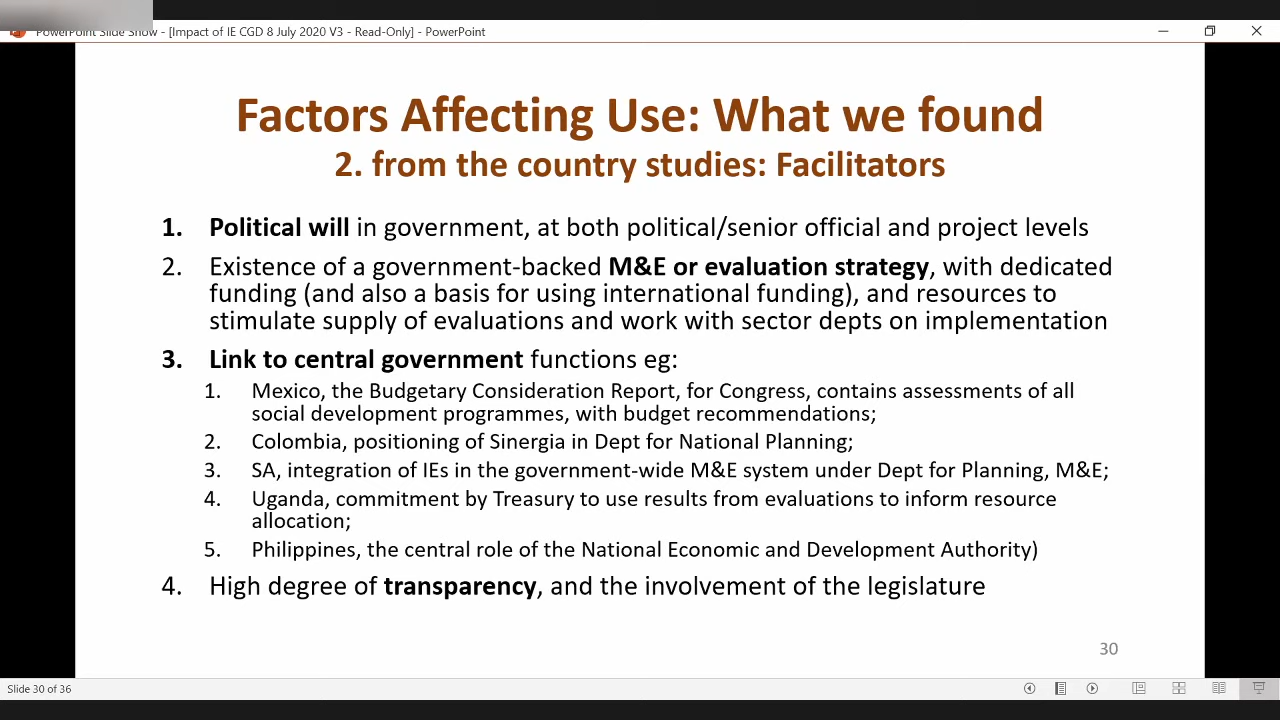 PowerPoint Slide Show - [Impact of IE CGD 8 July 2020 V3 - Read-Only] - PowerPoint
Factors Affecting Use: What we found
2. from the country studies: Facilitators
1. Political will in government, at both political/senior official and project levels
2. Existence of a government-backed M&E or evaluation strategy, with dedicated
funding (and also a basis for using international funding), and resources to
stimulate supply of evaluations and work with sector depts on implementation
3. Link to central government functions eg:
1. Mexico, the Budgetary Consideration Report, for Congress, contains assessments of all
social development programmes, with budget recommendations;
2. Colombia, positioning of Sinergia in Dept for National Planning;
3. SA, integration of IEs in the government-wide M&E system under Dept for Planning, M&E;
4. Uganda, commitment by Treasury to use results from evaluations to inform resource
allocation;
5. Philippines, the central role of the National Economic and Development Authority)
4. High degree of transparency, and the involvement of the legislature
30
Slide 30 of 36